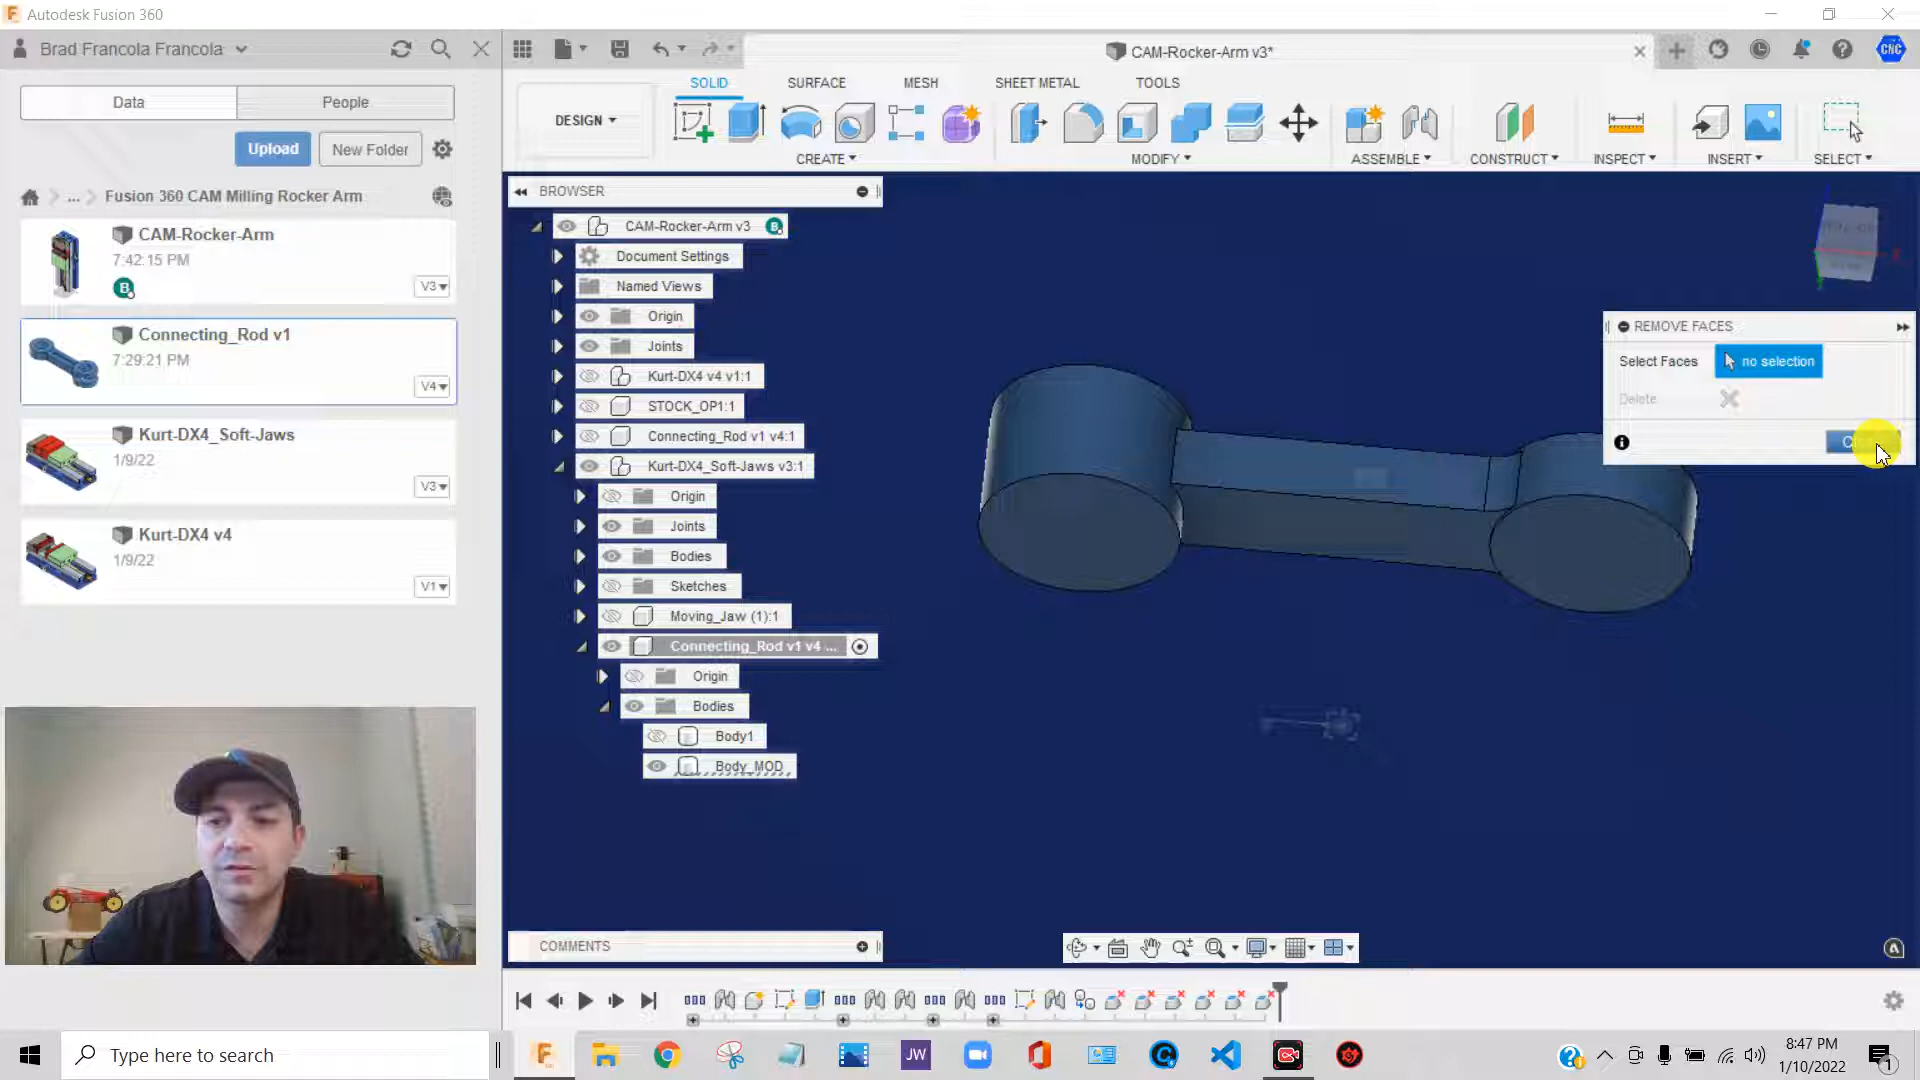 Autodesk Fusion 360
Brad Francola Francola
CAM-Rocker-Arm v3*
CNC
Data
People
Upload
New Folder
... Fusion 360 CAM Milling Rocker Arm
CAM-Rocker-Arm
7:42:15 PM
B
V3
Connecting_Rod v1
7:29:21 PM
V4
Kurt-DX4_Soft-Jaws
1/9/22
V3
Kurt-DX4 v4
1/9/22
V1
SOLID
SURFACE
MESH
SHEET METAL
TOOLS
DESIGN
CREATE
MODIFY
ASSEMBLE
CONSTRUCT
INSPECT
INSERT
SELECT
BROWSER
CAM-Rocker-Arm v3
B
Document Settings
Named Views
Origin
Joints
Kurt-DX4 v4 v1:1
STOCK_OP1:1
Connecting_Rod v1 v4:1
Kurt-DX4_Soft-Jaws v3:1
Origin
Joints
Bodies
Sketches
Moving_Jaw (1):1
Connecting_Rod v1 v4 ...
Origin
Bodies
Body1
Body_MOD
REMOVE FACES
Select Faces
no selection
Delete
COMMENTS
Type here to search
JW
8:47 PM
1/10/2022
1